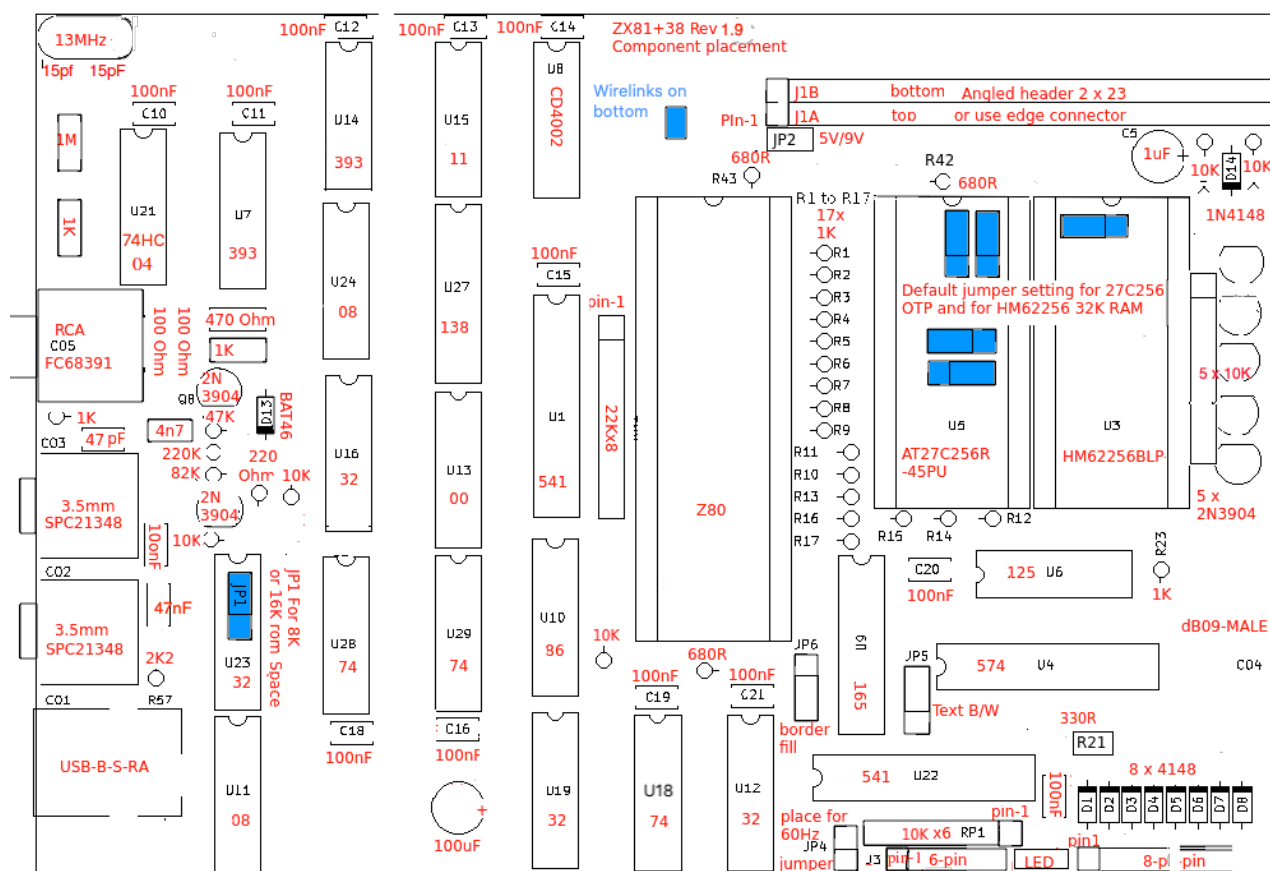 13MHz
15pf 15pF
100nF C12
100nF C13
100nF C14
ZX81+38 Rev 1.9
Component placement
Wirelinks on
bottom
J1B bottom Angled header 2 x 23
J1A top or use edge connector
PIn-1
JP2 5V/9V
C5
1uF
10K
D14
10K
1N4148
100nF
C10
100nF
C11
1M
1K
U21
74HC
04
U7
393
U14
393
U15
11
U8
CD4002
680R
R43
R42
680R
R1 to R17
17x
1K
R1
R2
R3
R4
R5
R6
R7
R8
R9
R11
R10
R13
R16
R17
Default jumper setting for 27C256
OTP and for HM62256 32K RAM
U24
08
U27
138
100nF
C15
pin-1
RCA
C05
FC68391
100 Ohm
100 Ohm
470 Ohm
1K
2N
3904
Q8
D13
BAT46
1K
47 pF
4n7
47K
220K
82K
220
Ohm
10K
2N
3904
10K
C03
3.5mm
SPC21348
10onF
C02
3.5mm
SPC21348
47nF
2K2
R57
C01
USB-B-S-RA
U16
32
U13
00
U1
541
22Kx8
Z80
U5
AT27C256R
-45PU
U3
HM62256BLP
5 x 10K
5 x
2N3904
R15
R14
R12
R23
1K
C20
100nF
125 U6
dB09-MALE
C04
574 U4
JP1
JP1 For 8K
or 16K rom Space
U23
32
U2B
74
U29
74
U10
86
10K
680R
JP6
border
fill
U9
165
JP5
Text B/W
330R
R21
C18
100nF
C16
100nF
100nF
C19
100nF
C21
U11
08
100uF
U19
32
U18
74
U12
32
541 U22
100nF
8 x 4148
D1
D2
D3
D4
D5
D6
D7
D8
place for
60Hz
JP4
jumper
pin-1
10K x6 RP1
J3 pin-1 6-pin
LED
pin1